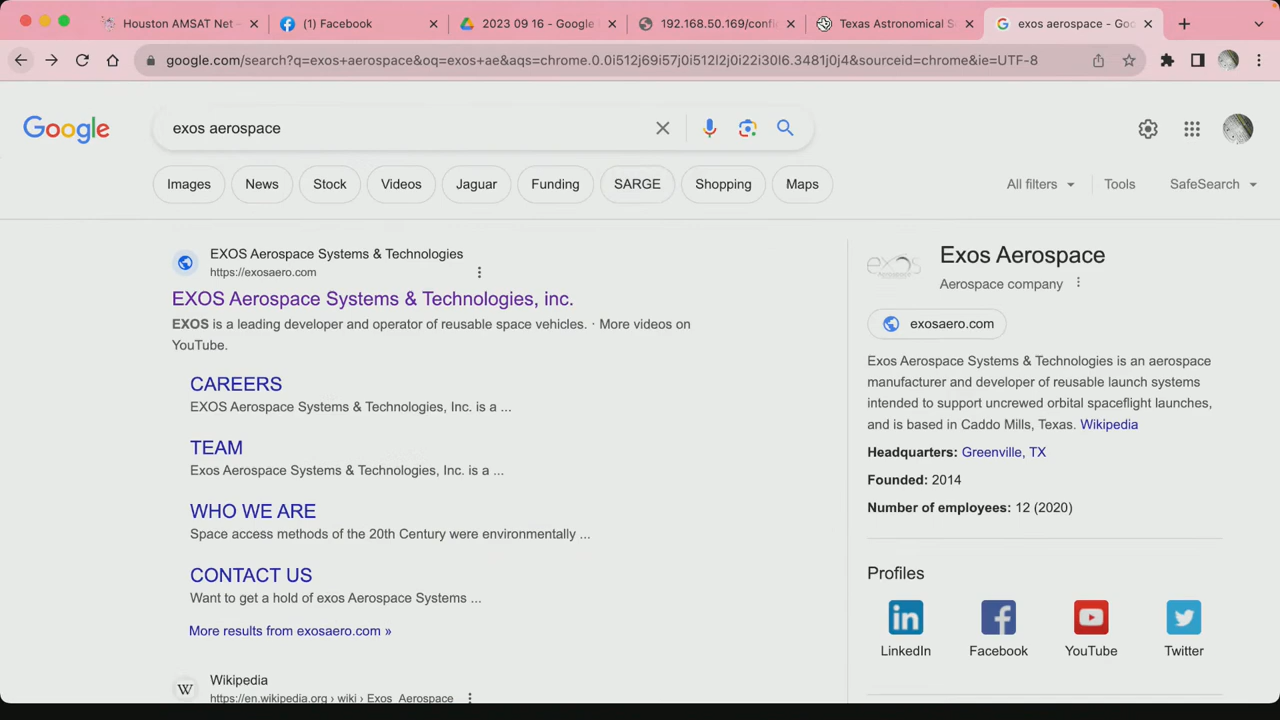 Houston AMSAT Net –
(1) Facebook
2023 09 16 - Google
192.168.50.169/confi
Texas Astronomical S
exos aerospace - Goo
google.com/search?q=exos+aerospace&oq=exos+ae&aqs=chrome.0.0i512j69i57j0i512l2j0i22i30l6.3481j0j4&sourceid=chrome&ie=UTF-8
Google
exos aerospace
Images
News
Stock
Videos
Jaguar
Funding
SARGE
Shopping
Maps
All filters
Tools
SafeSearch
EXOS Aerospace Systems & Technologies
https://exosaero.com
EXOS Aerospace Systems & Technologies, inc.
EXOS is a leading developer and operator of reusable space vehicles. · More videos on
YouTube.
CAREERS
EXOS Aerospace Systems & Technologies, Inc. is a ...
TEAM
Exos Aerospace Systems & Technologies, Inc. is a ...
WHO WE ARE
Space access methods of the 20th Century were environmentally ...
CONTACT US
Want to get a hold of exos Aerospace Systems ...
More results from exosaero.com »
W
Wikipedia
https://en.wikipedia.org › wiki › Exos_Aerospace
exos
Exos Aerospace
Aerospace company
exosaero.com
Exos Aerospace Systems & Technologies is an aerospace
manufacturer and developer of reusable launch systems
intended to support uncrewed orbital spaceflight launches,
and is based in Caddo Mills, Texas. Wikipedia
Headquarters: Greenville, TX
Founded: 2014
Number of employees: 12 (2020)
Profiles
LinkedIn
Facebook
YouTube
Twitter